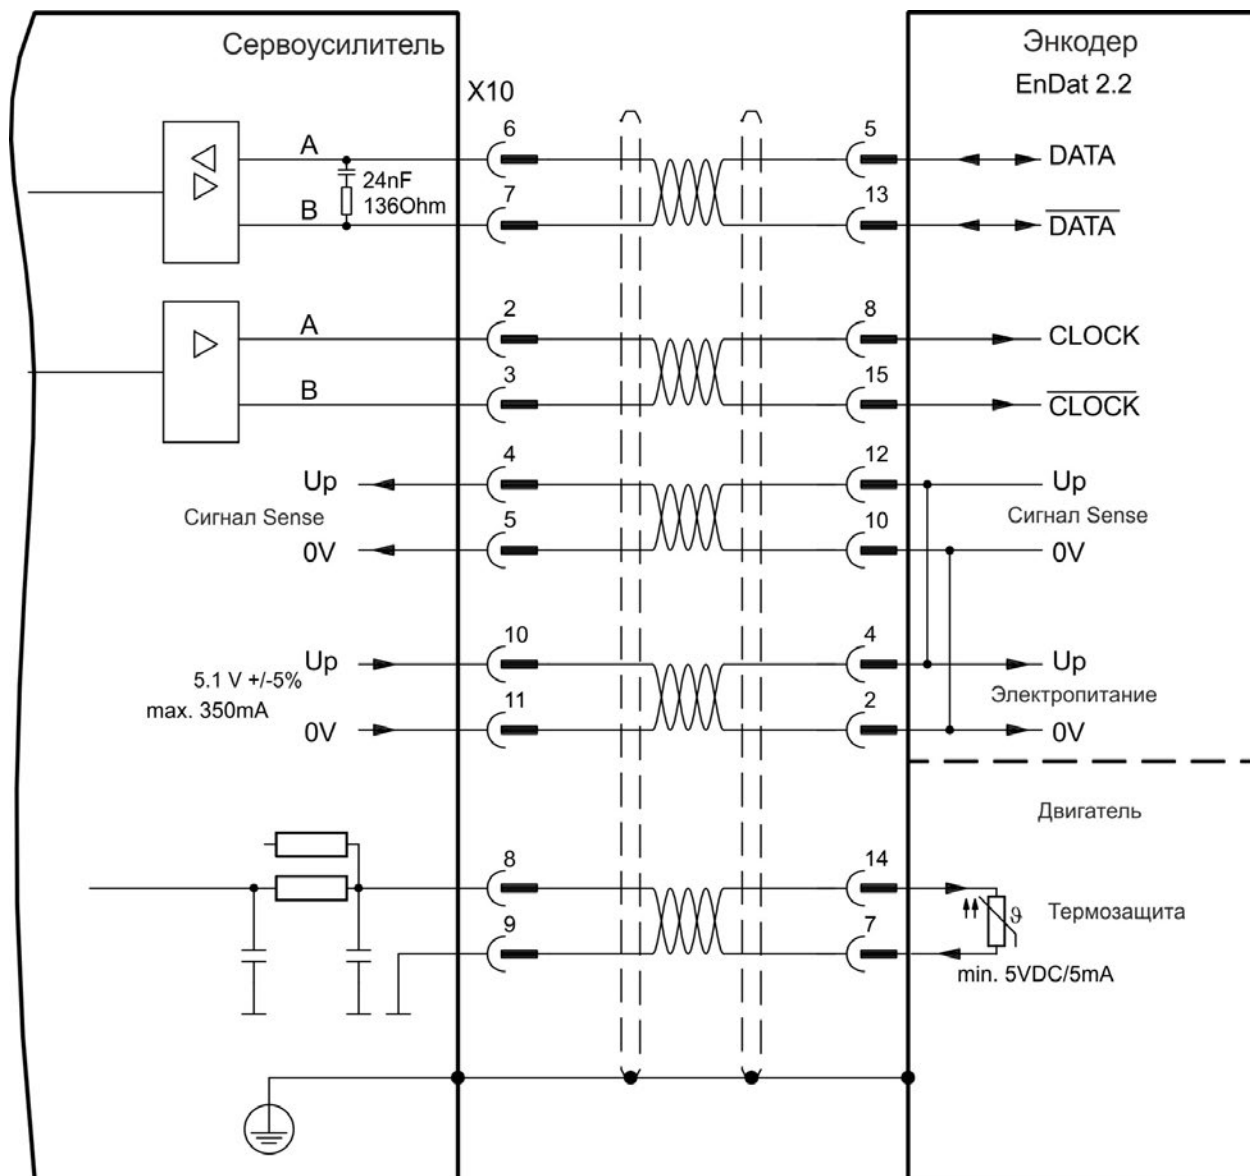 Сервоусилитель
Энкодер
EnDat 2.2
X10
A
6
5
DATA
24nF
136Ohm
B
7
13
DATA
A
2
8
CLOCK
B
3
15
CLOCK
Up
4
12
Up
Сигнал Sense
Сигнал Sense
0V
5
10
0V
Up
10
4
Up
5.1 V +/-5%
max. 350mA
Электропитание
0V
11
2
0V
Двигатель
8
14
ϑ
Термозащита
9
7
min. 5VDC/5mA